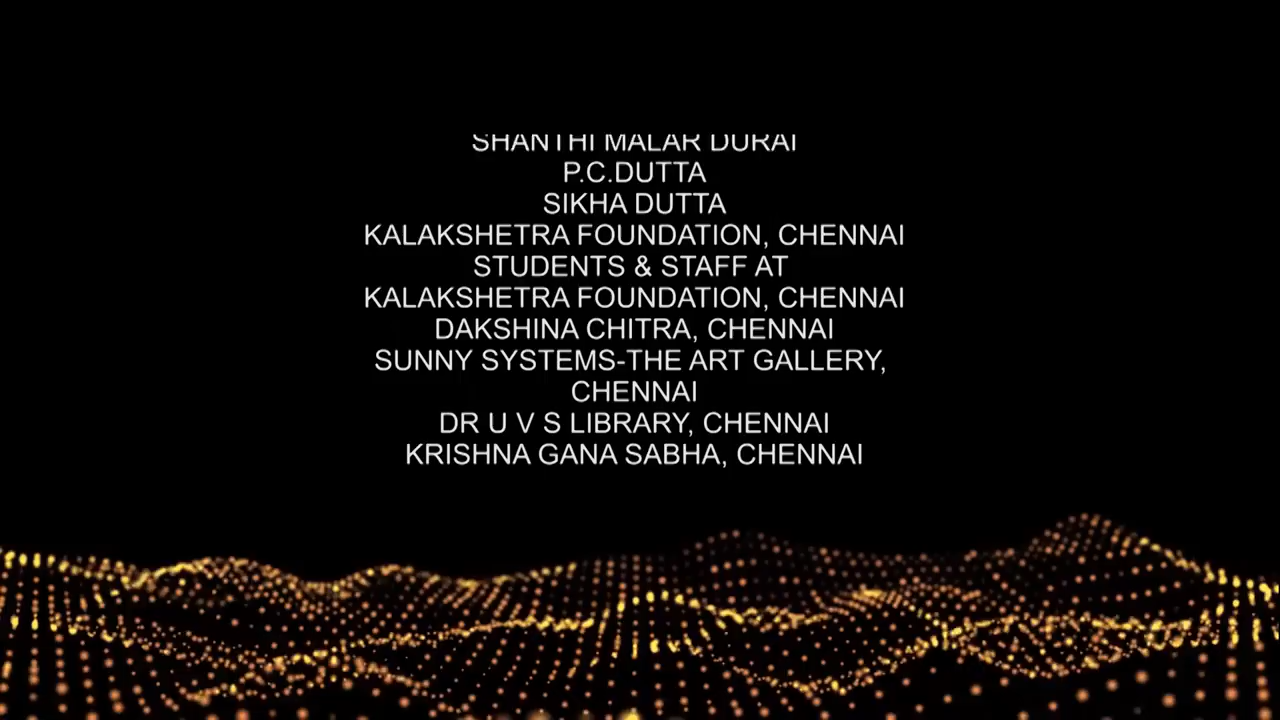 SHANTHI MALAR DURAI
P.C.DUTTA
SIKHA DUTTA
KALAKSHETRA FOUNDATION, CHENNAI
STUDENTS & STAFF AT
KALAKSHETRA FOUNDATION, CHENNAI
DAKSHINA CHITRA, CHENNAI
SUNNY SYSTEMS-THE ART GALLERY,
CHENNAI
DR U V S LIBRARY, CHENNAI
KRISHNA GANA SABHA, CHENNAI